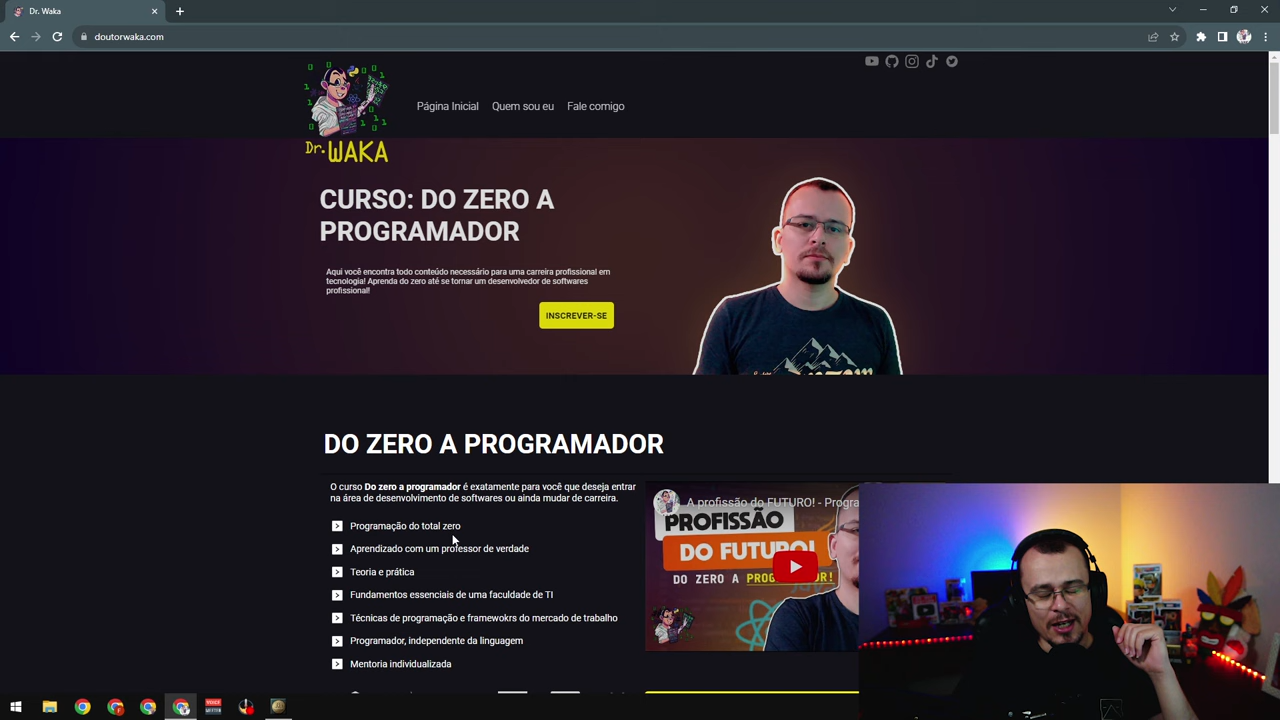 Dr. Waka
doutorwaka.com
Dr. WAKA
Página Inicial
Quem sou eu
Fale comigo
CURSO: DO ZERO A
PROGRAMADOR
Aqui você encontra todo conteúdo necessário para uma carreira profissional em
tecnologia! Aprenda do zero até se tornar um desenvolvedor de softwares
profissional!
INSCREVER-SE
DO ZERO A PROGRAMADOR
O curso Do zero a programador é exatamente para você que deseja entrar
na área de desenvolvimento de softwares ou ainda mudar de carreira.
Programação do total zero
Aprendizado com um professor de verdade
Teoria e prática
Fundamentos essenciais de uma faculdade de TI
Técnicas de programação e framewokrs do mercado de trabalho
Programador, independente da linguagem
Mentoria individualizada
A profissão do FUTURO! - Progra
PROFISSÃO
DO FUTURO!
DO ZERO A PROGRAMADOR!